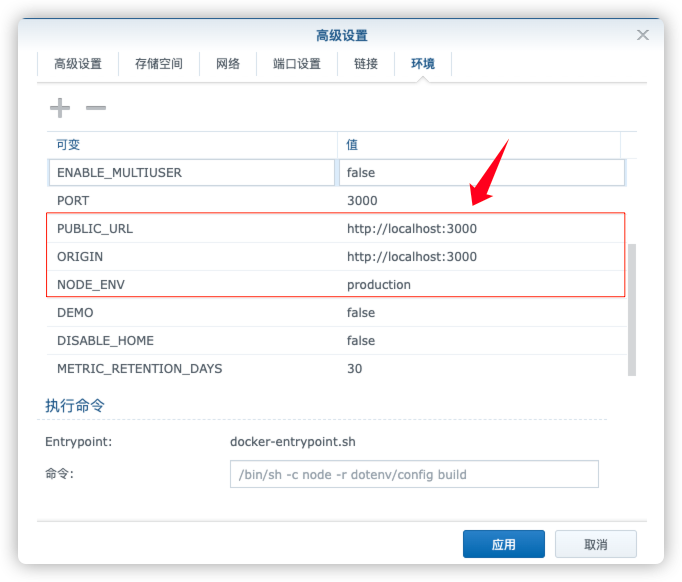 高级设置
高级设置 存储空间 网络 端口设置 链接 环境
可变 值
ENABLE_MULTIUSER false
PORT 3000
PUBLIC_URL http://localhost:3000
ORIGIN http://localhost:3000
NODE_ENV production
DEMO false
DISABLE_HOME false
METRIC_RETENTION_DAYS 30
执行命令
Entrypoint: docker-entrypoint.sh
命令: /bin/sh -c node -r dotenv/config build
应用 取消